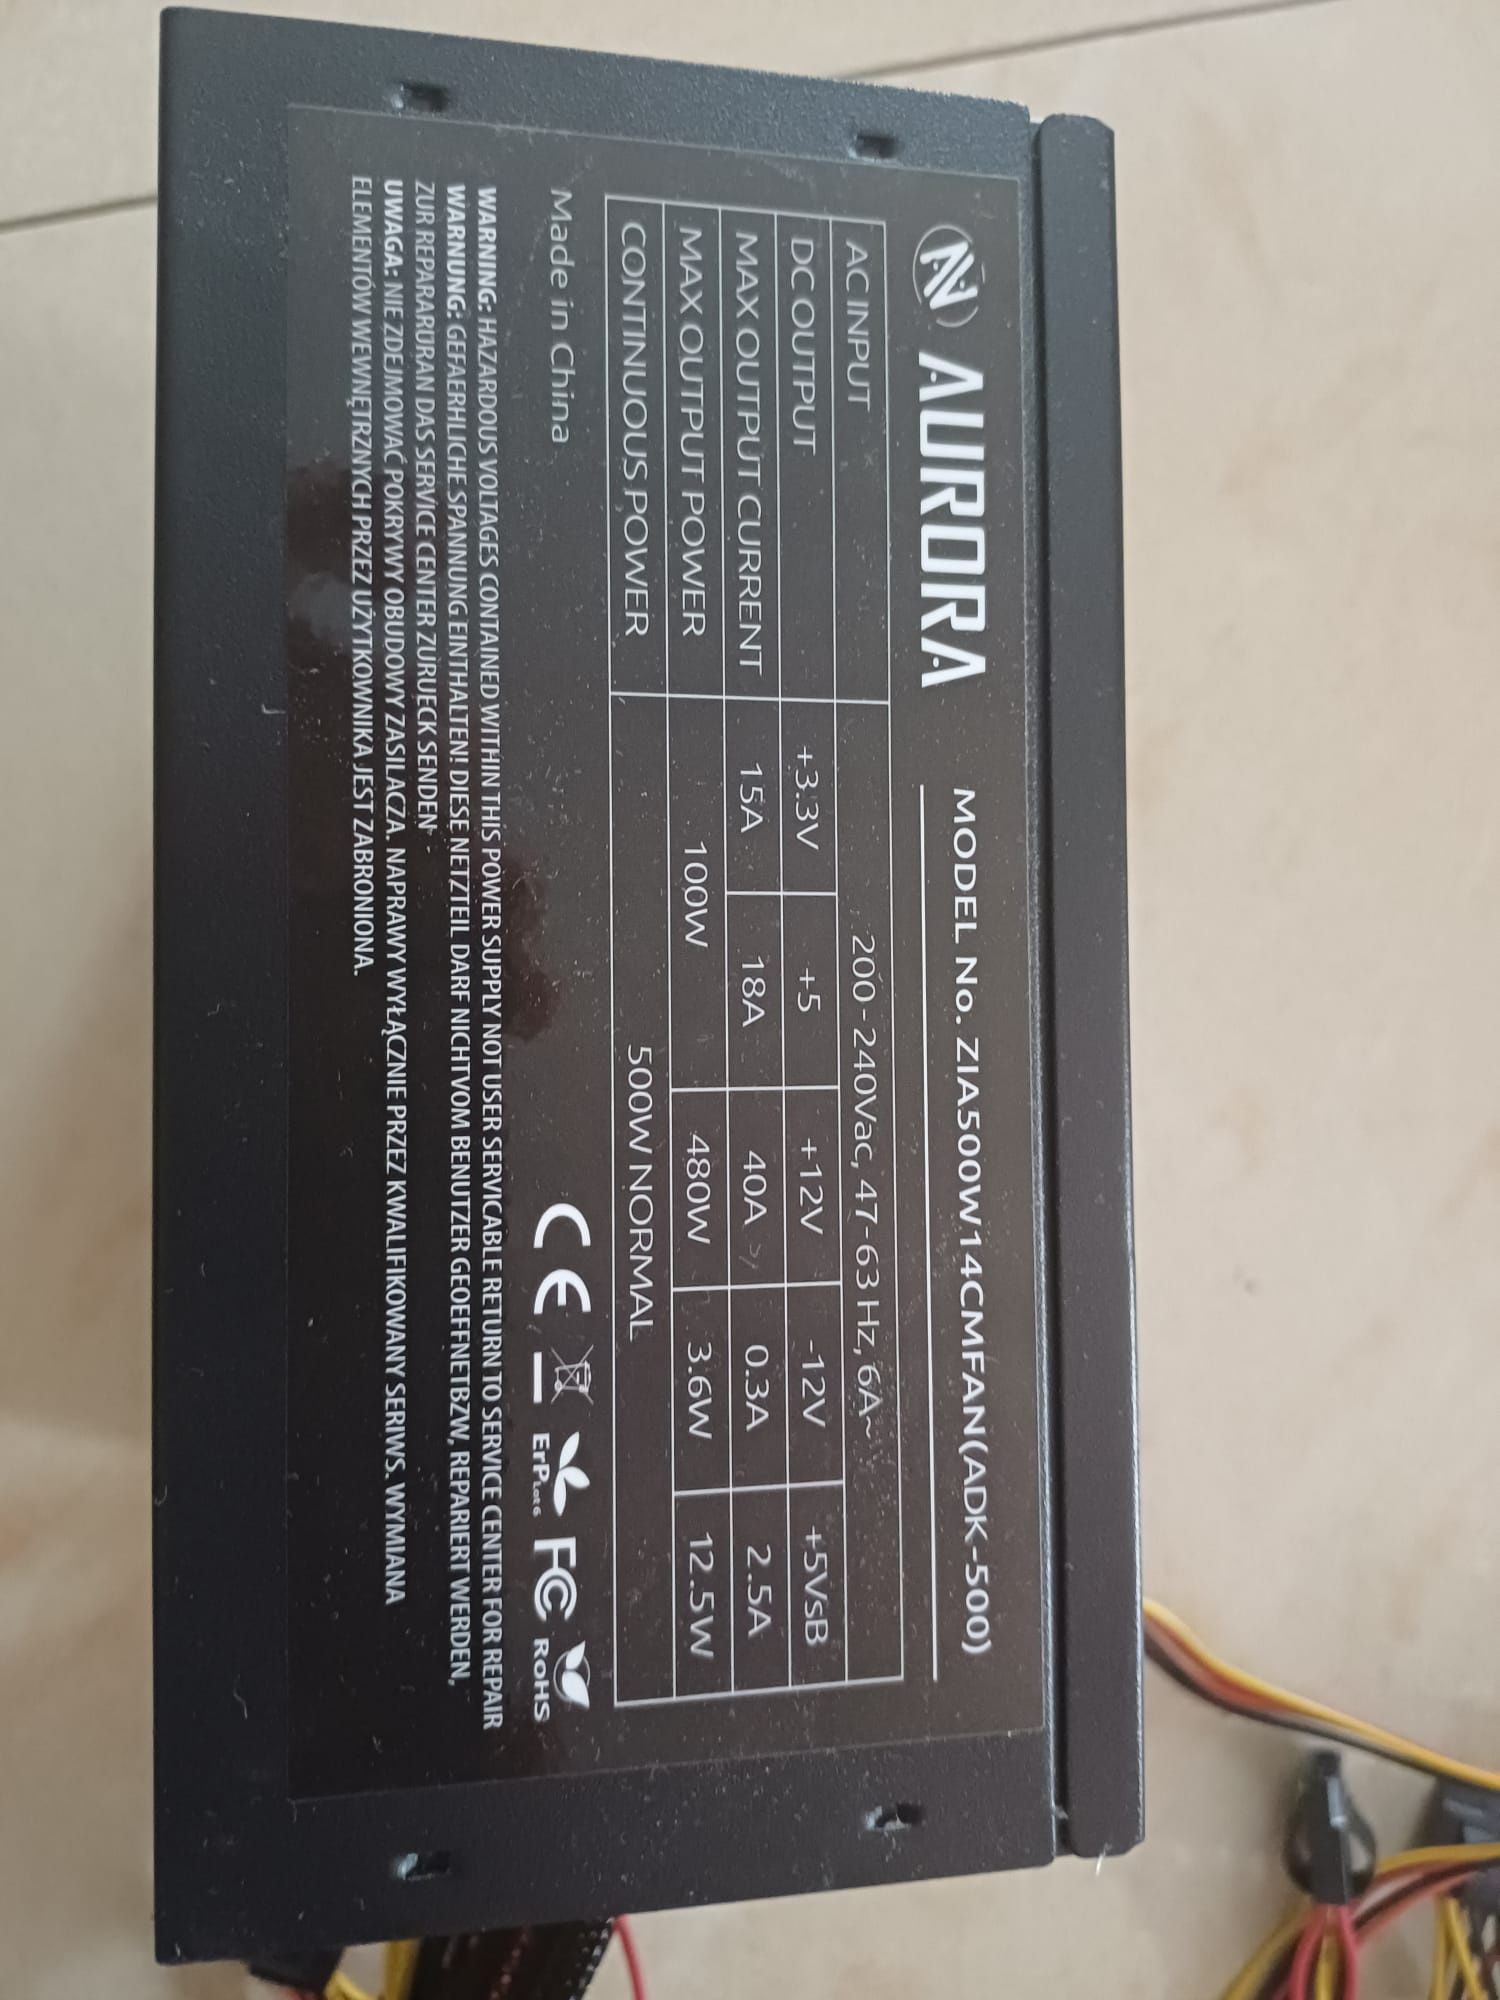 AURORA MODEL No. ZIA500W14CMFAN(ADK-500)
AC INPUT 200-240Vac, 47-63 Hz, 6A~
DC OUTPUT +3.3V +5 +12V -12V +5VsB
MAX OUTPUT CURRENT 15A 18A 40A 0.3A 2.5A
MAX OUTPUT POWER 100W 480W 3.6W 12.5W
CONTINUOUS POWER 500W NORMAL
Made in China CE ErP Lot 6 FC RoHS
WARNING: HAZARDOUS VOLTAGES CONTAINED WITHIN THIS POWER SUPPLY NOT USER SERVICABLE RETURN TO SERVICE CENTER FOR REPAIR
WARNUNG: GEFAERHLICHE SPANNUNG EINTHALTEN! DIESE NETZTEIL DARF NICHTVOM BENUTZER GEOEFFNETBZW, REPARIERT WERDEN,
ZUR REPARARURAN DAS SERVICE CENTER ZURUECK SENDEN
UWAGA: NIE ZDEJMOWAĆ POKRYWY OBUDOWY ZASILACZA. NAPRAWY WYŁĄCZNIE PRZEZ KWALIFIKOWANY SERIWS. WYMIANA
ELEMENTÓW WEWNĘTRZNYCH PRZEZ UŻYTKOWNIKA JEST ZABRONIONA.